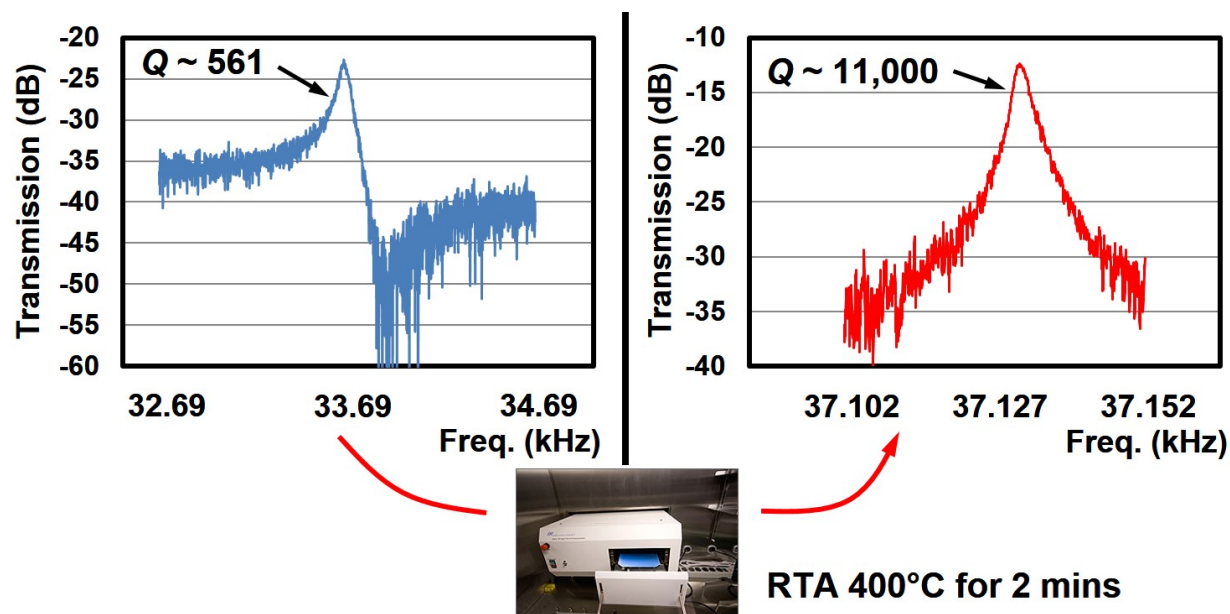 Transmission (dB)
-20
-25
-30
-35
-40
-45
-50
-55
-60
Q ~ 561
32.69 33.69 34.69
Freq. (kHz)
Transmission (dB)
-10
-15
-20
-25
-30
-35
-40
Q ~ 11,000
37.102 37.127 37.152
Freq. (kHz)
RTA 400°C for 2 mins